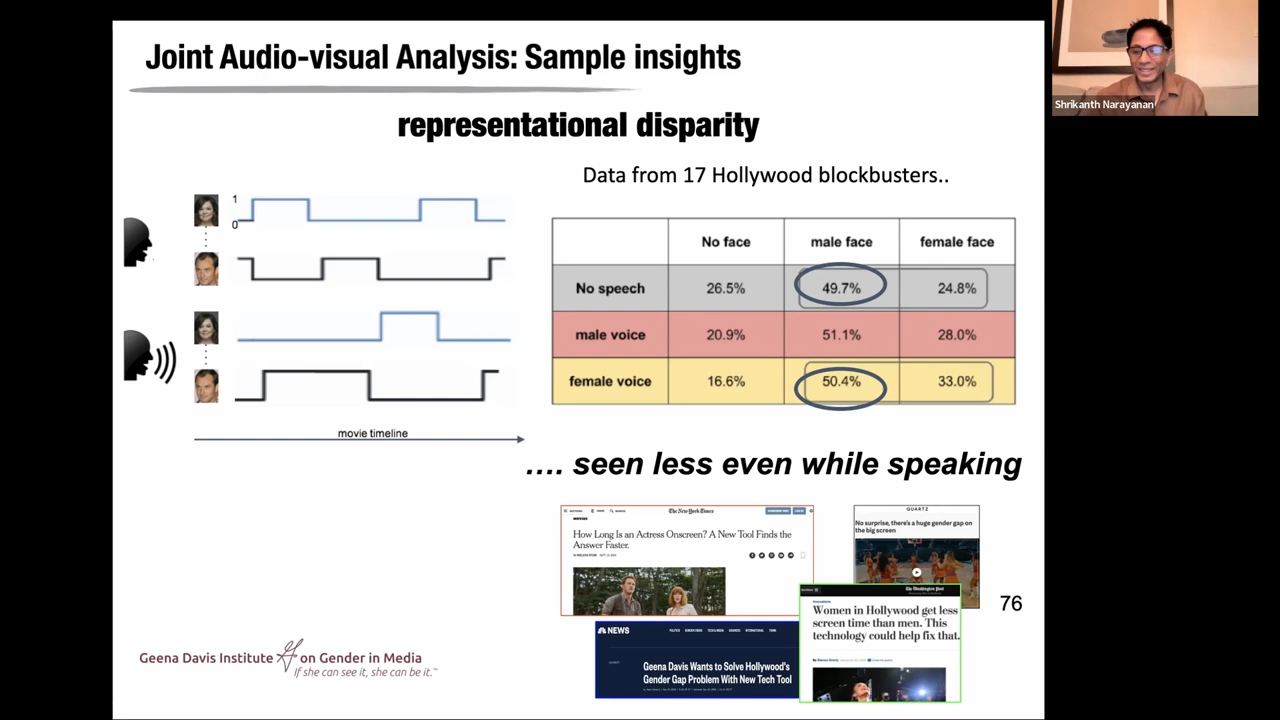 Joint Audio-visual Analysis: Sample insights
Shrikanth Narayanan
representational disparity
Data from 17 Hollywood blockbusters..
1
0
No face male face female face
No speech 26.5% 49.7% 24.8%
male voice 20.9% 51.1% 28.0%
female voice 16.6% 50.4% 33.0%
movie timeline
.... seen less even while speaking
The New York Times
MOVIES
How Long Is an Actress Onscreen? A New Tool Finds the
Answer Faster.
QUARTZ
No surprise, there's a huge gender gap on
the big screen
The Washington Post
Innovations
Women in Hollywood get less
screen time than men. This
technology could help fix that.
76
NEWS
Geena Davis Wants to Solve Hollywood's
Gender Gap Problem With New Tech Tool
Geena Davis Institute on Gender in Media
If she can see it, she can be it.™